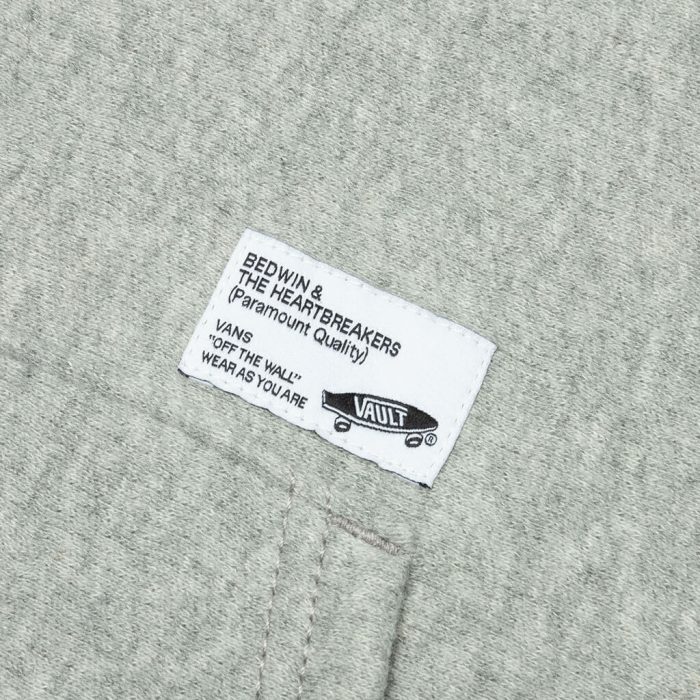 BEDWIN &
THE HEARTBREAKERS
(Paramount Quality)
VANS
"OFF THE WALL"
WEAR AS YOU ARE
VAULT
®